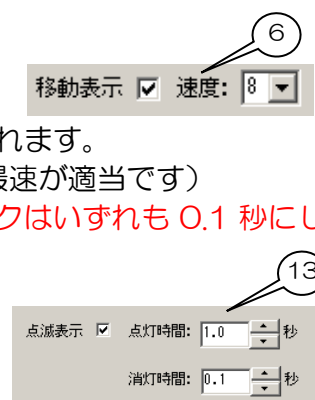 6
移動表示 速度: 8
れます。
最速が適当です）
クはいずれも 0.1 秒にし
13
点滅表示 点灯時間: 1.0 秒
消灯時間: 0.1 秒